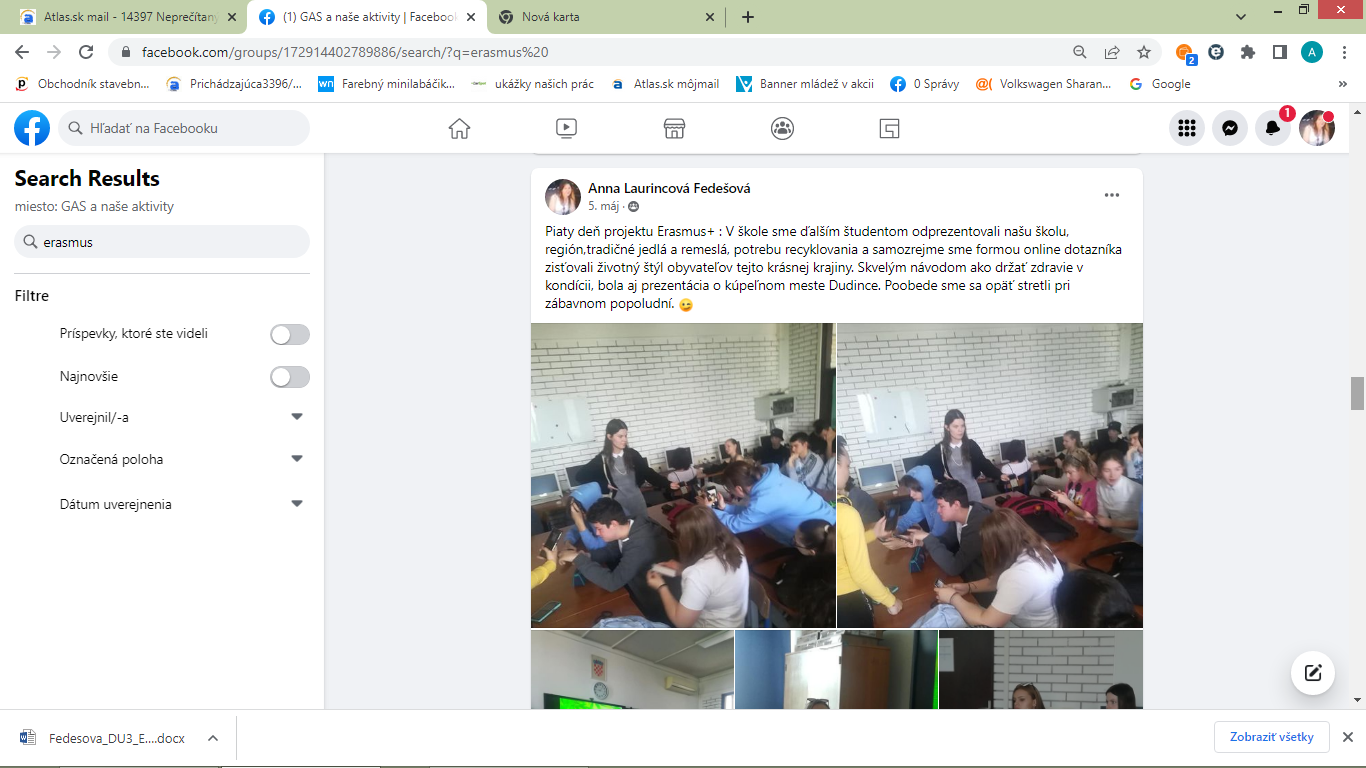 Atlas.sk mail - 14397 Neprečítaný
(1) GAS a naše aktivity | Facebook
Nová karta
facebook.com/groups/172914402789886/search/?q=erasmus%20
2
A
Obchodník stavebn...
Prichádzajúca3396/...
Farebný minilabáčik...
ukážky našich prác
Atlas.sk môjmail
Banner mládež v akcii
0 Správy
Volkswagen Sharan...
Google
Hľadať na Facebooku
1
Search Results
miesto: GAS a naše aktivity
erasmus
Filtre
Príspevky, ktoré ste videli
Najnovšie
Uverejnil/-a
Označená poloha
Dátum uverejnenia
Anna Laurincová Fedešová
5. máj ·
Piaty deň projektu Erasmus+ : V škole sme ďalším študentom odprezentovali našu školu,
región,tradičné jedlá a remeslá, potrebu recyklovania a samozrejme sme formou online dotazníka
zisťovali životný štýl obyvateľov tejto krásnej krajiny. Skvelým návodom ako držať zdravie v
kondícii, bola aj prezentácia o kúpeľnom meste Dudince. Poobede sme sa opäť stretli pri
zábavnom popoludní.
Fedesova_DU3_E....docx
Zobraziť všetky